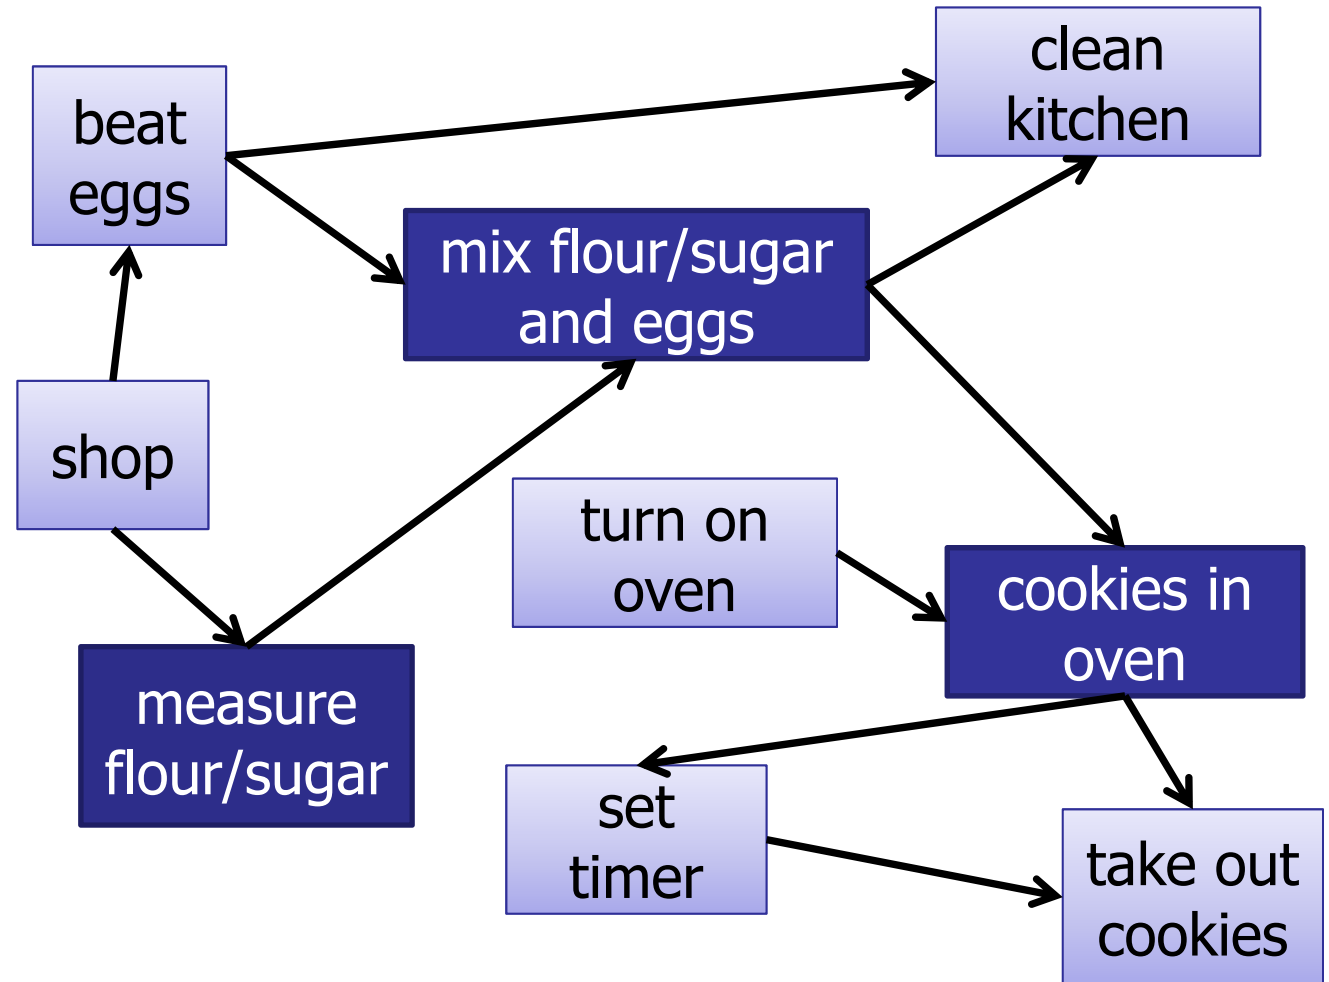 clean
kitchen
beat
eggs
mix flour/sugar
and eggs
shop
turn on
oven
cookies in
oven
measure
flour/sugar
set
timer
take out
cookies